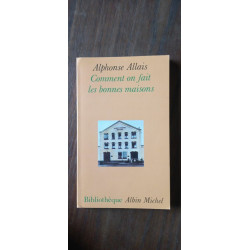 Alphonse Allais
Comment on fait
les bonnes maisons
Bibliothèque Albin Michel